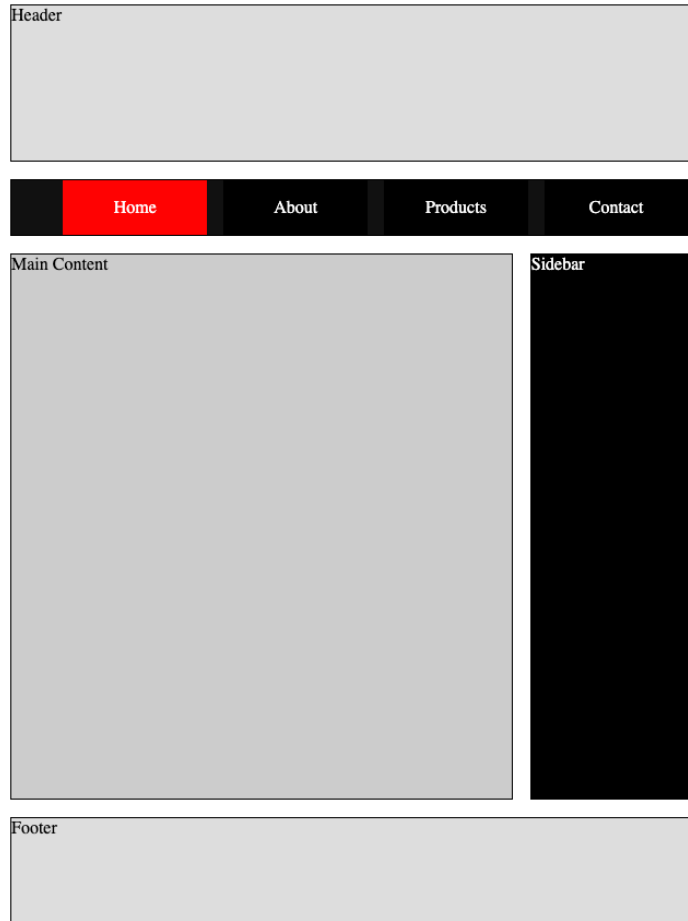 Header
Home About Products Contact
Main Content
Sidebar
Footer